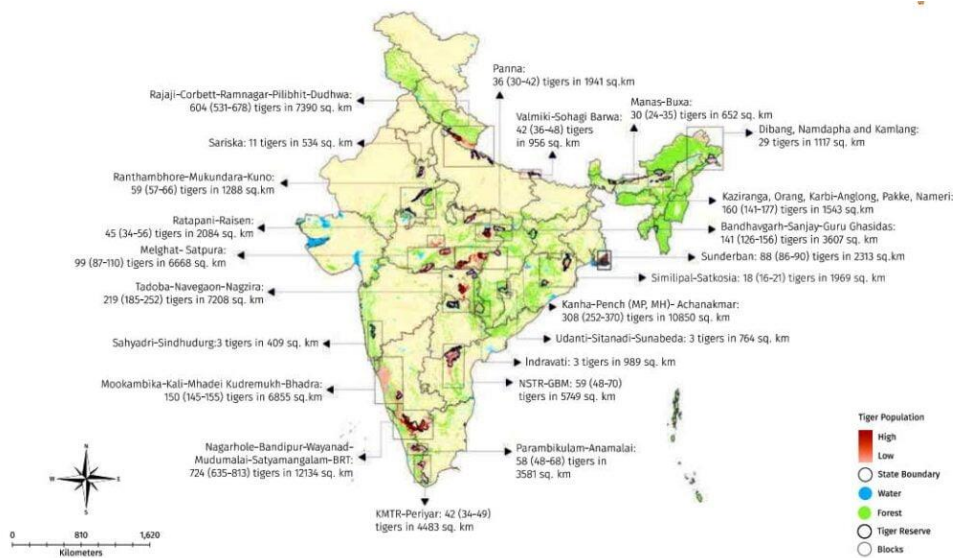 Panna:
36 (30-42) tigers in 1941 sq.km
Rajaji-Corbett-Ramnagar-Pilibhit-Dudhwa:
604 (531-678) tigers in 7390 sq. km
Valmiki-Sohagi Barwa:
42 (36-48) tigers
in 956 sq.km
Manas-Buxa:
30 (24-35) tigers in 652 sq. km
Dibang, Namdapha and Kamlang:
29 tigers in 1117 sq.km
Sariska: 11 tigers in 534 sq. km
Ranthambhore-Mukundara-Kuno:
59 (57-66) tigers in 1288 sq.km
Kaziranga, Orang, Karbi-Anglong, Pakke, Nameri:
160 (141-177) tigers in 1543 sq.km
Ratapani-Raisen:
45 (34-56) tigers in 2084 sq. km
Bandhavgarh-Sanjay-Guru Ghasidas:
141 (126-156) tigers in 3607 sq.km
Melghat- Satpura:
99 (87-110) tigers in 6668 sq. km
Sunderban: 88 (86-90) tigers in 2313 sq.km
Similipal-Satkosia: 18 (16-21) tigers in 1969 sq. km
Tadoba-Navegaon-Nagzira:
219 (185-252) tigers in 7208 sq. km
Kanha-Pench (MP, MH)- Achanakmar:
308 (252-370) tigers in 10850 sq. km
Sahyadri-Sindhudurg:3 tigers in 409 sq. km
Udanti-Sitanadi-Sunabeda: 3 tigers in 764 sq.km
Indravati: 3 tigers in 989 sq.km
Mookambika-Kali-Mhadei Kudremukh-Bhadra:
150 (145-155) tigers in 6855 sq.km
NSTR-GBM: 59 (48-70)
tigers in 5749 sq.km
Nagarhole-Bandipur-Wayanad-
Mudumalai-Satyamangalam-BRT:
724 (635-813) tigers in 12134 sq. km
Parambikulam-Anamalai:
58 (48-68) tigers in
3581 sq. km
KMTR-Periyar: 42 (34-49)
tigers in 4483 sq.km
Tiger Population
High
Low
State Boundary
Water
Forest
Tiger Reserve
Blocks
N
W
E
S
0 810 1,620
Kilometers